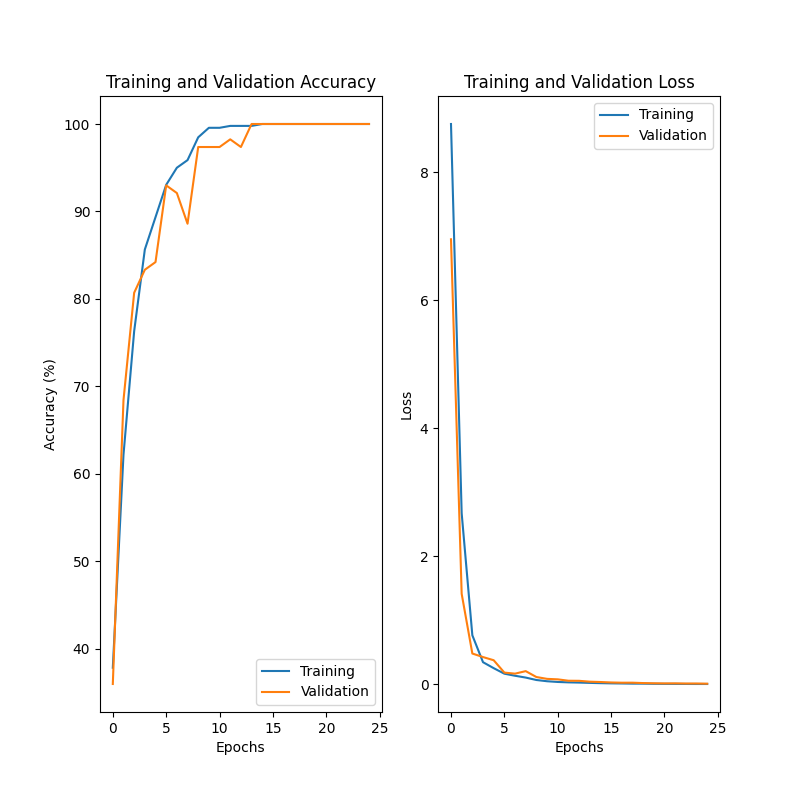 Training and Validation Accuracy
Accuracy (%)
100
90
80
70
60
50
40
0 5 10 15 20 25
Epochs
Training
Validation
Training and Validation Loss
Loss
8
6
4
2
0
0 5 10 15 20 25
Epochs
Training
Validation